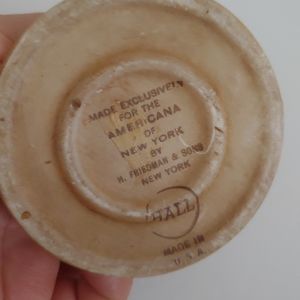 MADE EXCLUSIVELY
FOR THE
AMERICANA
OF
NEW YORK
BY
H. FRIEDMAN & SONS
NEW YORK
HALL
MADE IN
U.S.A.